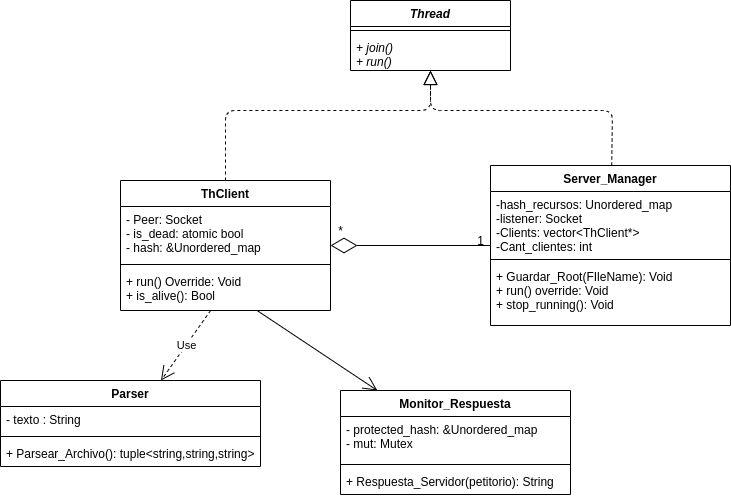 Thread
+ join()
+ run()
ThClient
- Peer: Socket
- is_dead: atomic bool
- hash: &Unordered_map
+ run() Override: Void
+ is_alive(): Bool
*
1
Server_Manager
-hash_recursos: Unordered_map
-listener: Socket
-Clients: vector<ThClient*>
-Cant_clientes: int
+ Guardar_Root(FIleName): Void
+ run() override: Void
+ stop_running(): Void
Use
Parser
- texto : String
+ Parsear_Archivo(): tuple<string,string,string>
Monitor_Respuesta
- protected_hash: &Unordered_map
- mut: Mutex
+ Respuesta_Servidor(petitorio): String